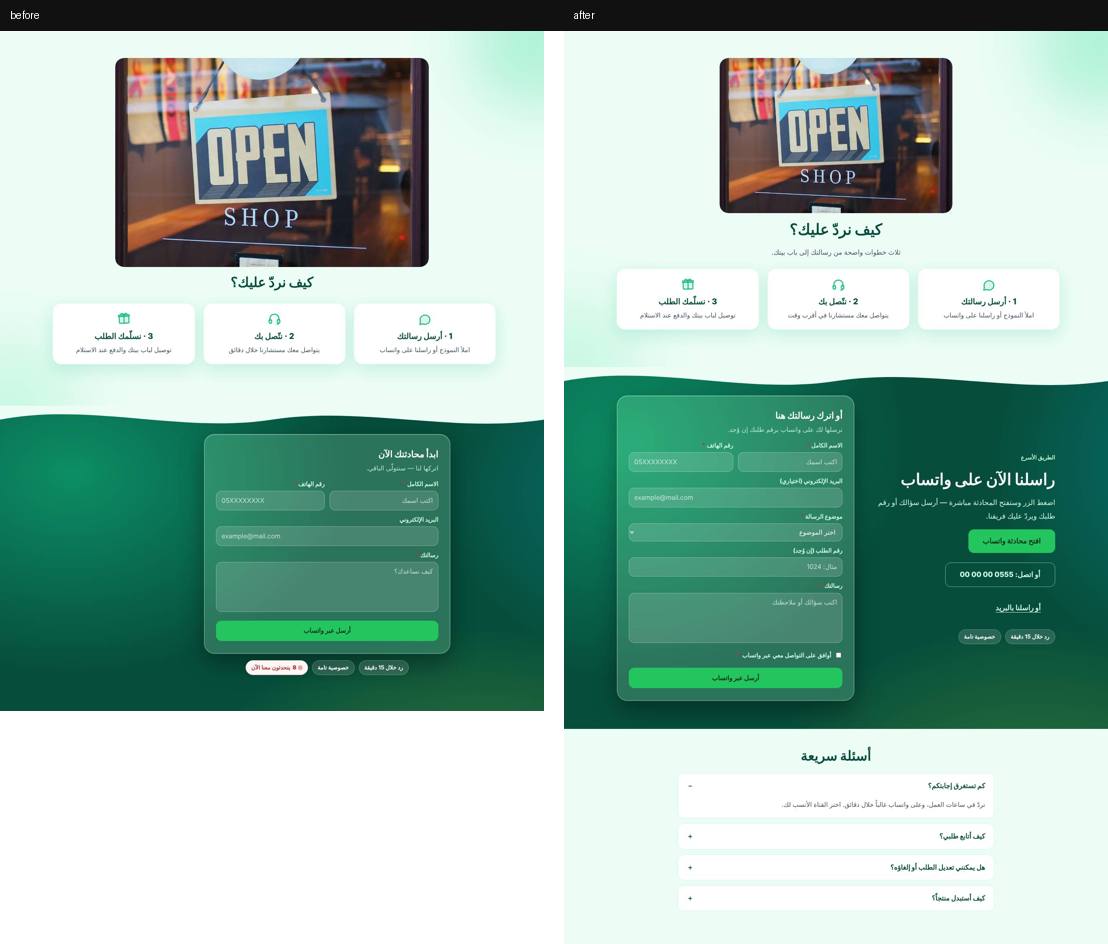 before
after
OPEN
SHOP
كيف نردّ عليك؟
1 · أرسل رسالتك
املأ النموذج أو راسلنا على واتساب
2 · نتّصل بك
يتواصل معك مستشارنا خلال دقائق
3 · نسلّمك الطلب
توصيل لباب بيتك والدفع عند الاستلام
ابدأ محادثتك الآن
اتركها لنا — سنتولّى الباقي.
الاسم الكامل
رقم الهاتف
اكتب اسمك
05XXXXXXXX
البريد الإلكتروني
example@mail.com
رسالتك
كيف نساعدك؟
أرسل عبر واتساب
رد خلال 15 دقيقة
خصوصية تامة
8 يتحدثون معنا الآن
OPEN
SHOP
كيف نردّ عليك؟
ثلاث خطوات واضحة من رسالتك إلى باب بيتك.
1 · أرسل رسالتك
املأ النموذج أو راسلنا على واتساب
2 · نتّصل بك
يتواصل معك مستشارنا في أقرب وقت
3 · نسلّمك الطلب
توصيل لباب بيتك والدفع عند الاستلام
الطريق الأسرع
راسلنا الآن على واتساب
اضغط الزر وستفتح المحادثة مباشرة — أرسل سؤالك أو رقم
طلبك ويردّ عليك فريقنا.
افتح محادثة واتساب
أو اتصل: 0555 00 00 00
أو راسلنا بالبريد
رد خلال 15 دقيقة
خصوصية تامة
أو اترك رسالتك هنا
نرسلها لك على واتساب برقم طلبك إن وُجد.
الاسم الكامل
رقم الهاتف
اكتب اسمك
05XXXXXXXX
البريد الإلكتروني (اختياري)
example@mail.com
موضوع الرسالة
اختر الموضوع
رقم الطلب (إن وُجد)
مثال: 1024
رسالتك
اكتب سؤالك أو ملاحظتك
أوافق على التواصل معي عبر واتساب
أرسل عبر واتساب
أسئلة سريعة
كم تستغرق إجابتكم؟
نردّ في ساعات العمل، وعلى واتساب غالباً خلال دقائق. اختر القناة الأنسب لك.
كيف أتابع طلبي؟
هل يمكنني تعديل الطلب أو إلغاؤه؟
كيف أستبدل منتجاً؟